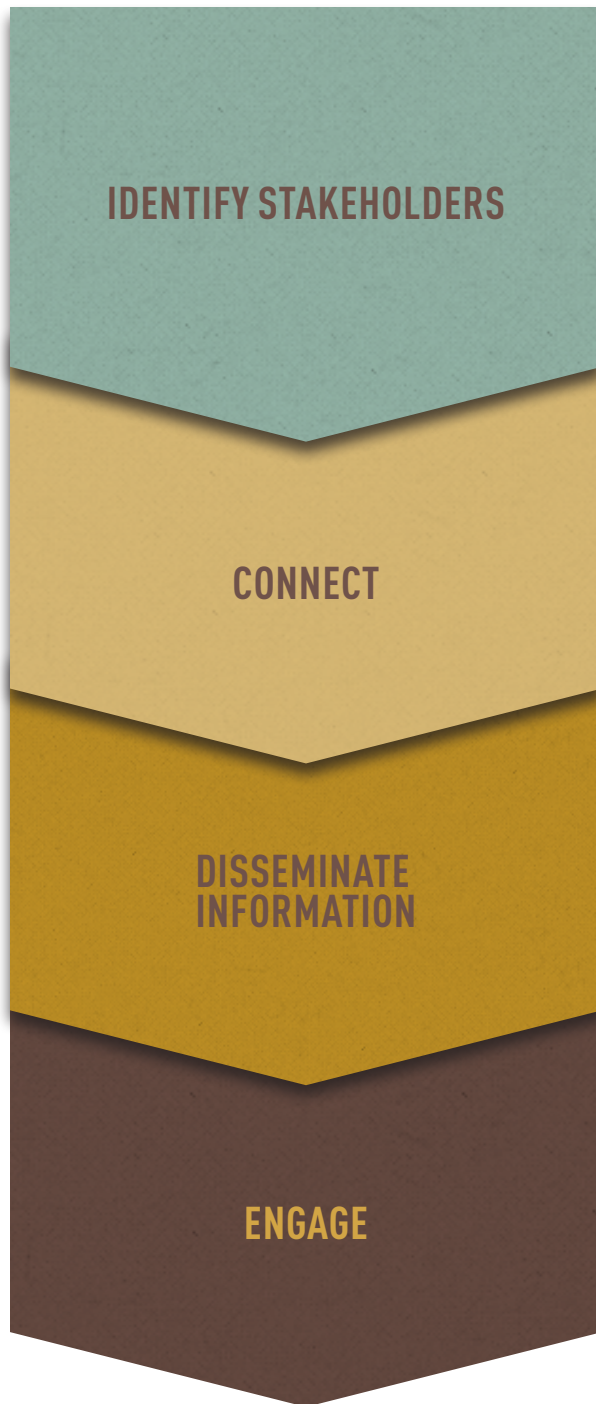 IDENTIFY STAKEHOLDERS
CONNECT
DISSEMINATE
INFORMATION
ENGAGE